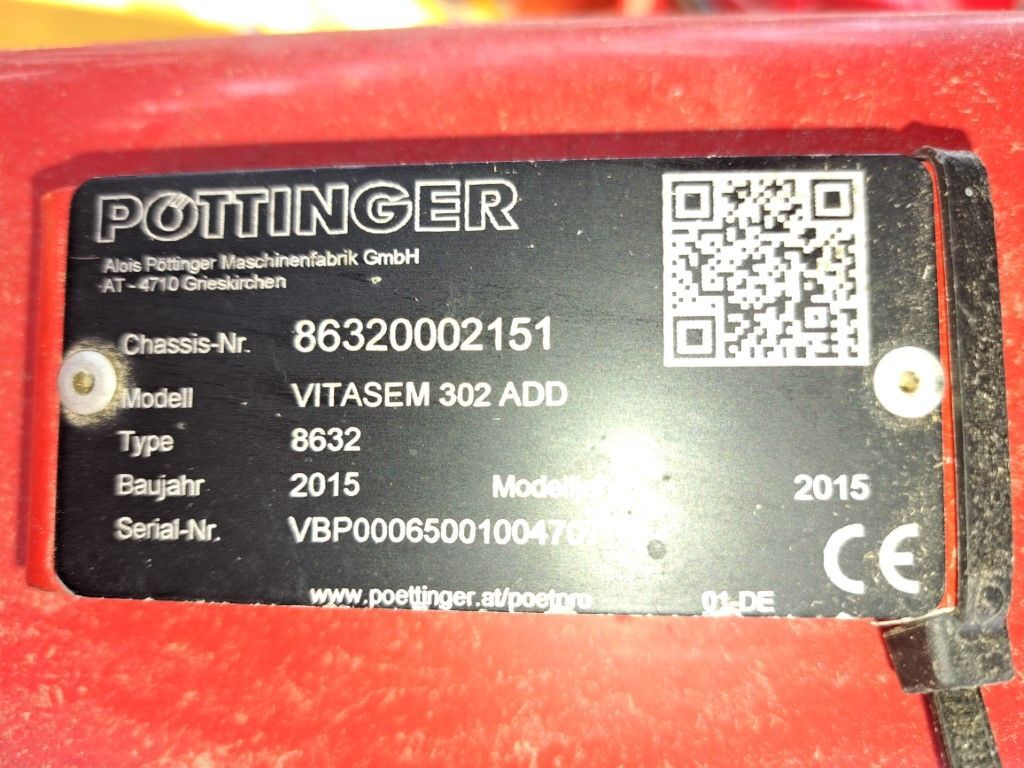 PÖTTINGER
Alois Pöttinger Maschinenfabrik GmbH
AT - 4710 Grieskirchen
Chassis-Nr. 86320002151
Modell VITASEM 302 ADD
Type 8632
Baujahr 2015 2015
Serial-Nr.
www.poettinger.at/poetpro 01-DE
CE